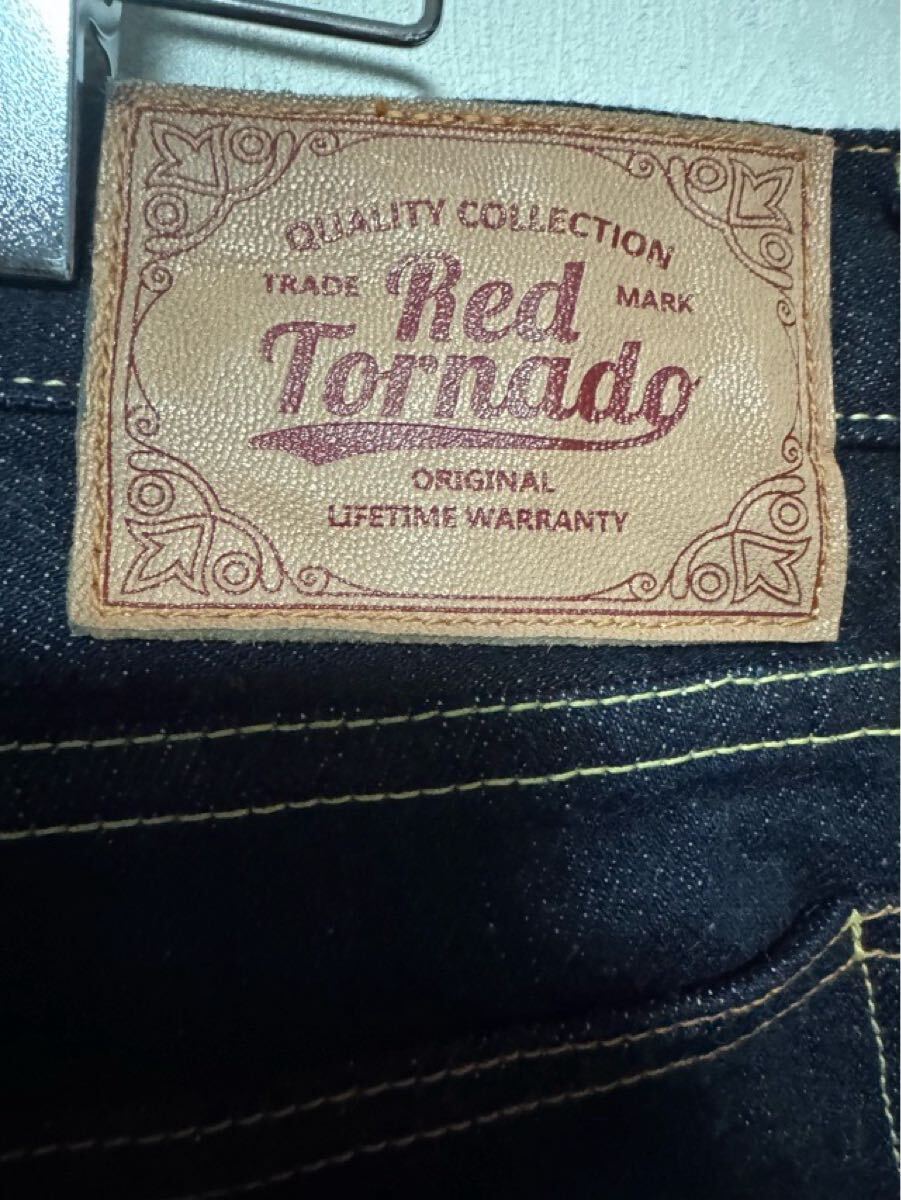 QUALITY COLLECTION
TRADE Red MARK
Tornado
ORIGINAL
LIFETIME WARRANTY